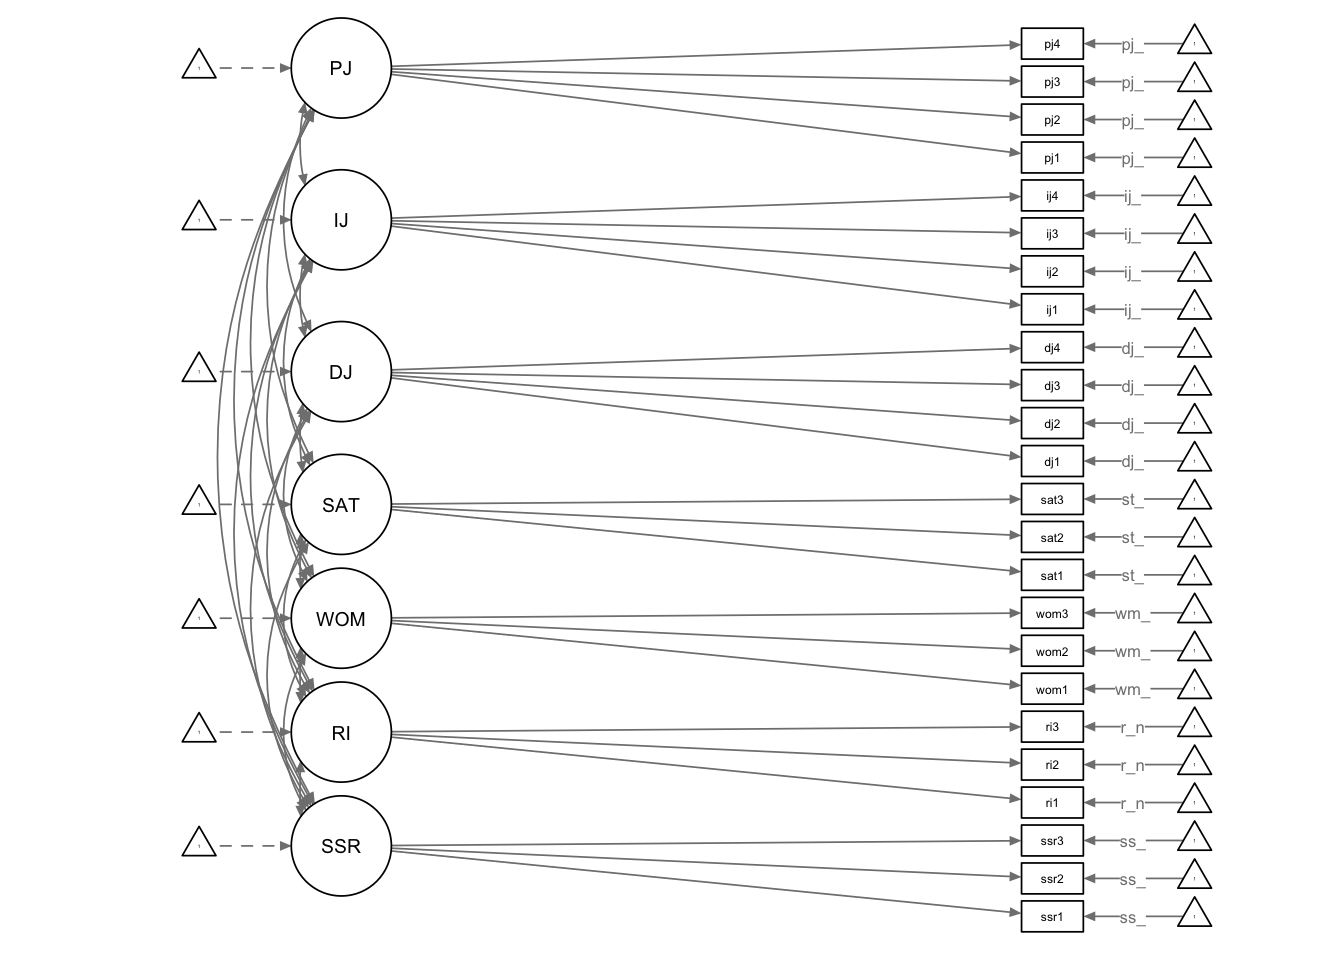 PJ
pj4 pj_
pj3 pj_
pj2 pj_
pj1 pj_
IJ
ij4 ij_
ij3 ij_
ij2 ij_
ij1 ij_
DJ
dj4 dj_
dj3 dj_
dj2 dj_
dj1 dj_
SAT
sat3 st_
sat2 st_
sat1 st_
WOM
wom3 wm_
wom2 wm_
wom1 wm_
RI
ri3 r_n
ri2 r_n
ri1 r_n
SSR
ssr3 ss_
ssr2 ss_
ssr1 ss_